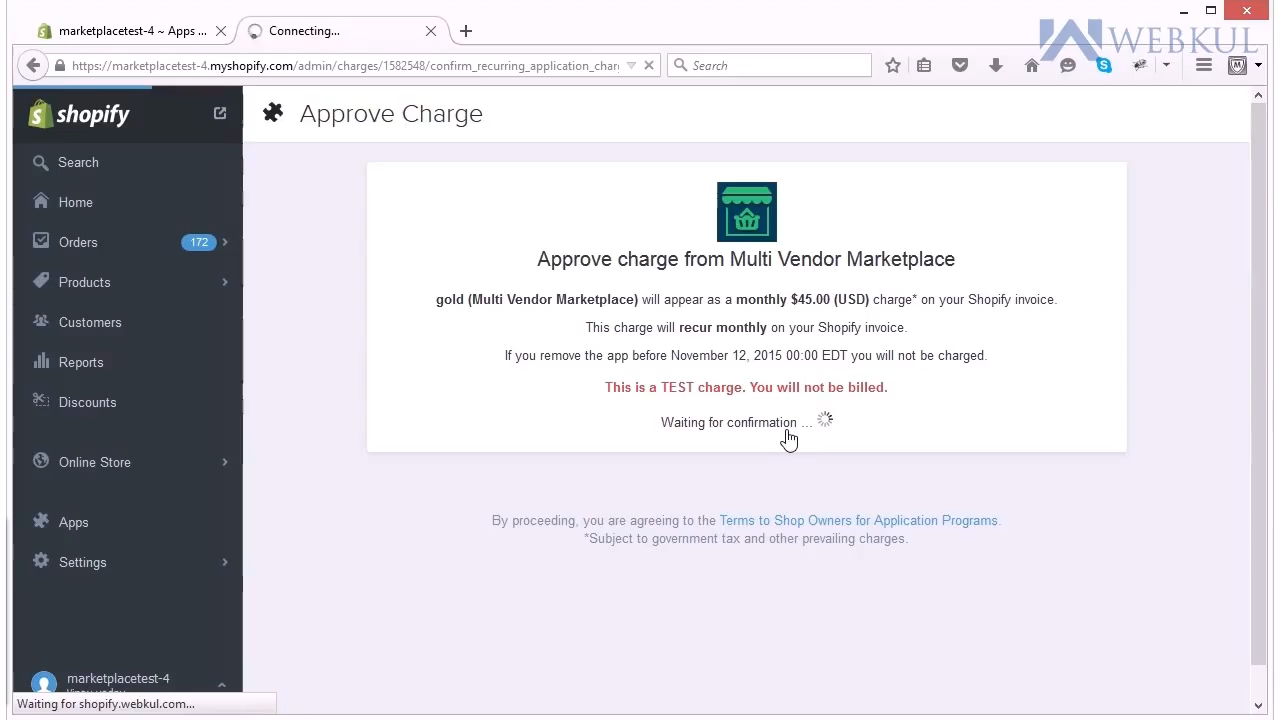 marketplacetest-4 ~ Apps ...
Connecting...
WEBKUL
https://marketplacetest-4.myshopify.com/admin/charges/1582548/confirm_recurring_application_char
Search
shopify
Approve Charge
Search
Home
Orders
172
Products
Customers
Reports
Discounts
Online Store
Apps
Settings
marketplacetest-4
Approve charge from Multi Vendor Marketplace
gold (Multi Vendor Marketplace) will appear as a monthly $45.00 (USD) charge* on your Shopify invoice.
This charge will recur monthly on your Shopify invoice.
If you remove the app before November 12, 2015 00:00 EDT you will not be charged.
This is a TEST charge. You will not be billed.
Waiting for confirmation ...
By proceeding, you are agreeing to the Terms to Shop Owners for Application Programs.
*Subject to government tax and other prevailing charges.
Waiting for shopify.webkul.com...